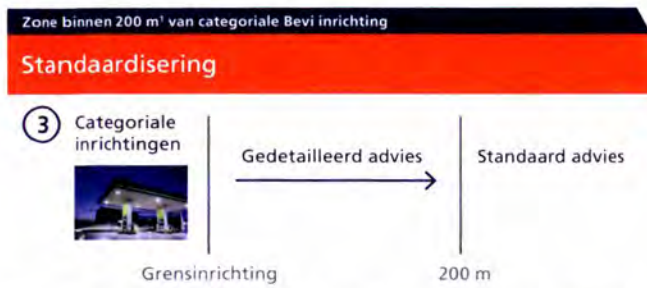 Zone binnen 200 m¹ van categoriale Bevi inrichting
Standaardisering
3 Categoriale
inrichtingen
Gedetailleerd advies
Standaard advies
Grensinrichting
200 m